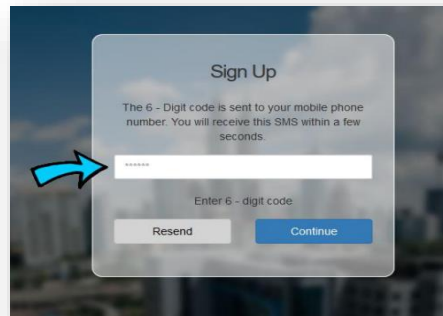 Sign Up
The 6 - Digit code is sent to your mobile phone
number. You will receive this SMS within a few
seconds.
******
Enter 6 - digit code
Resend
Continue